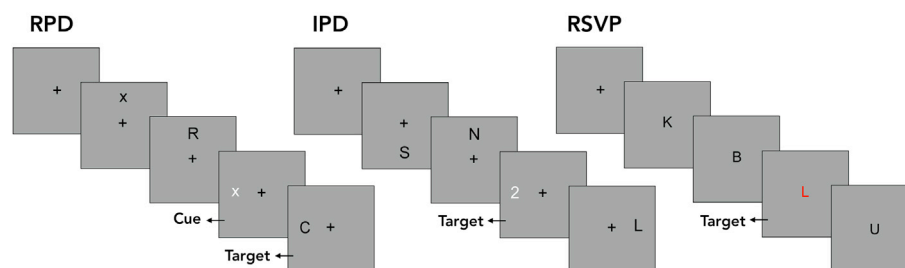 RPD
IPD
RSVP
+
x
+
R
+
x +
Cue
C +
Target
+
+
S
N
+
2 +
Target
+ L
+
K
B
L
Target
U